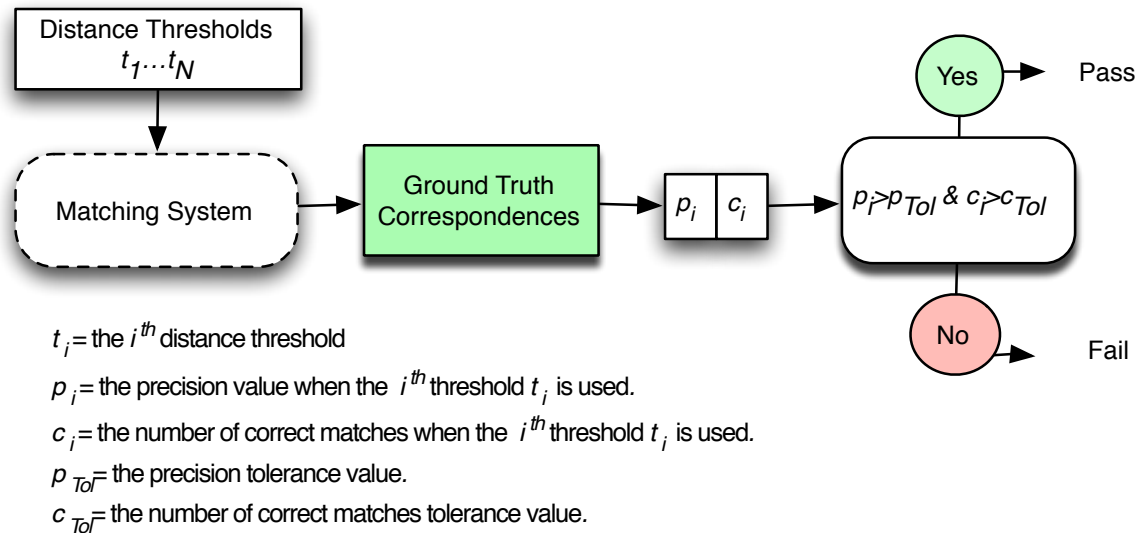 Distance Thresholds
t1...tN
Matching System
Ground Truth
Correspondences
pi ci
pi>pTol & ci>cTol
Yes
Pass
No
Fail
ti= the ith distance threshold
pi= the precision value when the ith threshold ti is used.
ci= the number of correct matches when the ith threshold ti is used.
pTol= the precision tolerance value.
cTol= the number of correct matches tolerance value.